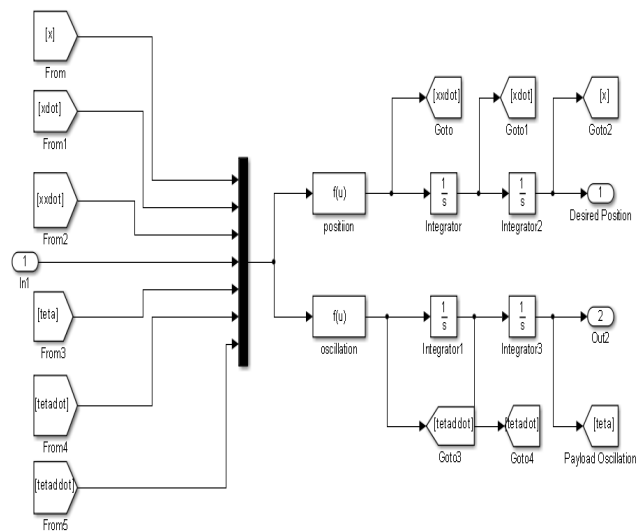 [x]
From
[xdot]
From1
[xxdot]
From2
1
In1
[teta]
From3
[tetadot]
From4
[tetaddot]
From5
f(u)
positiion
[xxdot]
Goto
[xdot]
Goto1
[x]
Goto2
1
s
Integrator
1
s
Integrator2
1
Desired Position
f(u)
oscillation
1
s
Integrator1
1
s
Integrator3
2
Out2
[tetaddot]
Goto3
[tetadot]
Goto4
[teta]
Payload Oscillation